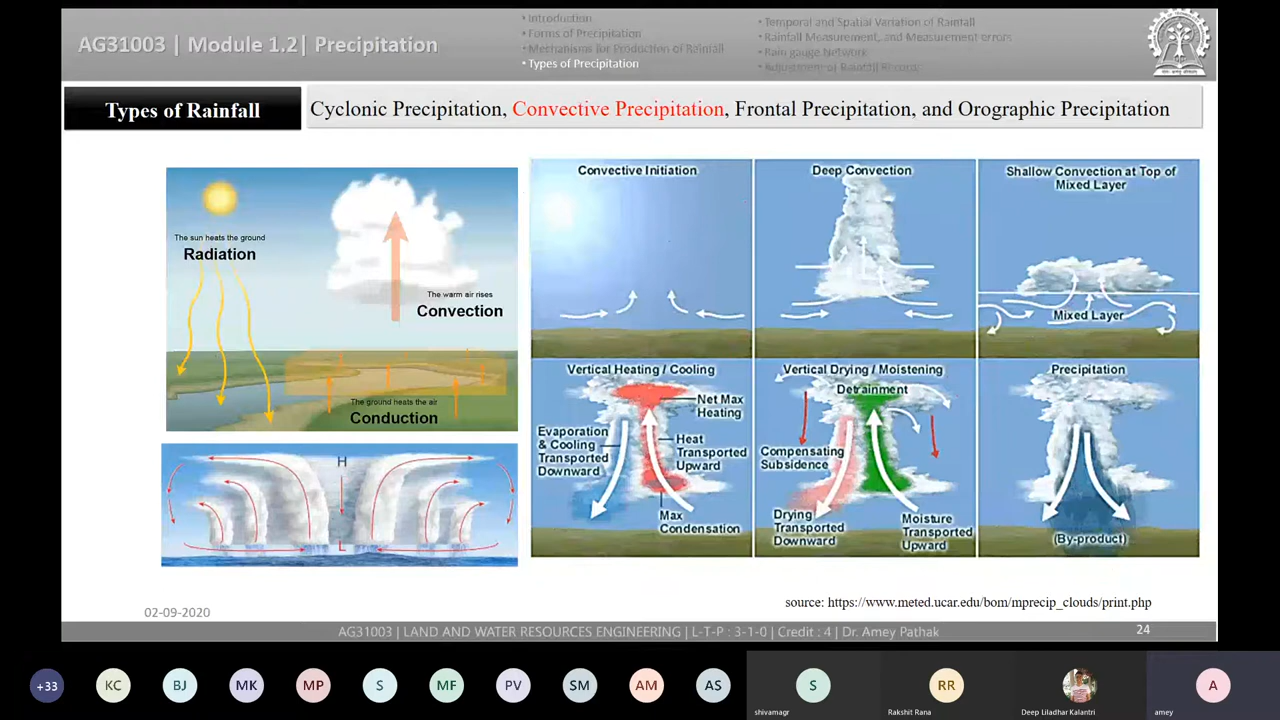 AG31003 | Module 1.2| Precipitation
• Introduction
• Forms of Precipitation
• Mechanisms for Production of Rainfall
• Types of Precipitation
• Temporal and Spatial Variation of Rainfall
• Rainfall Measurement, and Measurement errors
• Rain gauge Network
• Adjustment of Rainfall
Types of Rainfall
Cyclonic Precipitation, Convective Precipitation, Frontal Precipitation, and Orographic Precipitation
The sun heats the ground
Radiation
The warm air rises
Convection
The ground heats the air
Conduction
H
L
Convective Initiation
Deep Convection
Shallow Convection at Top of
Mixed Layer
Mixed Layer
Vertical Heating / Cooling
Net Max
Heating
Evaporation
& Cooling
Transported
Downward
Heat
Transported
Upward
Max
Condensation
Vertical Drying / Moistening
Detrainment
Compensating
Subsidence
Drying
Transported
Downward
Moisture
Transported
Upward
Precipitation
(By-product)
source: https://www.meted.ucar.edu/bom/mprecip_clouds/print.php
02-09-2020
AG31003 | LAND AND WATER RESOURCES ENGINEERING | L-T-P : 3-1-0 | Credit : 4 | Dr. Amey Pathak
24
+33
KC
BJ
MK
MP
S
MF
PV
SM
AM
AS
S
shivamagr
RR
Rakshit Rana
Deep Liladhar Kalantri
A
amey